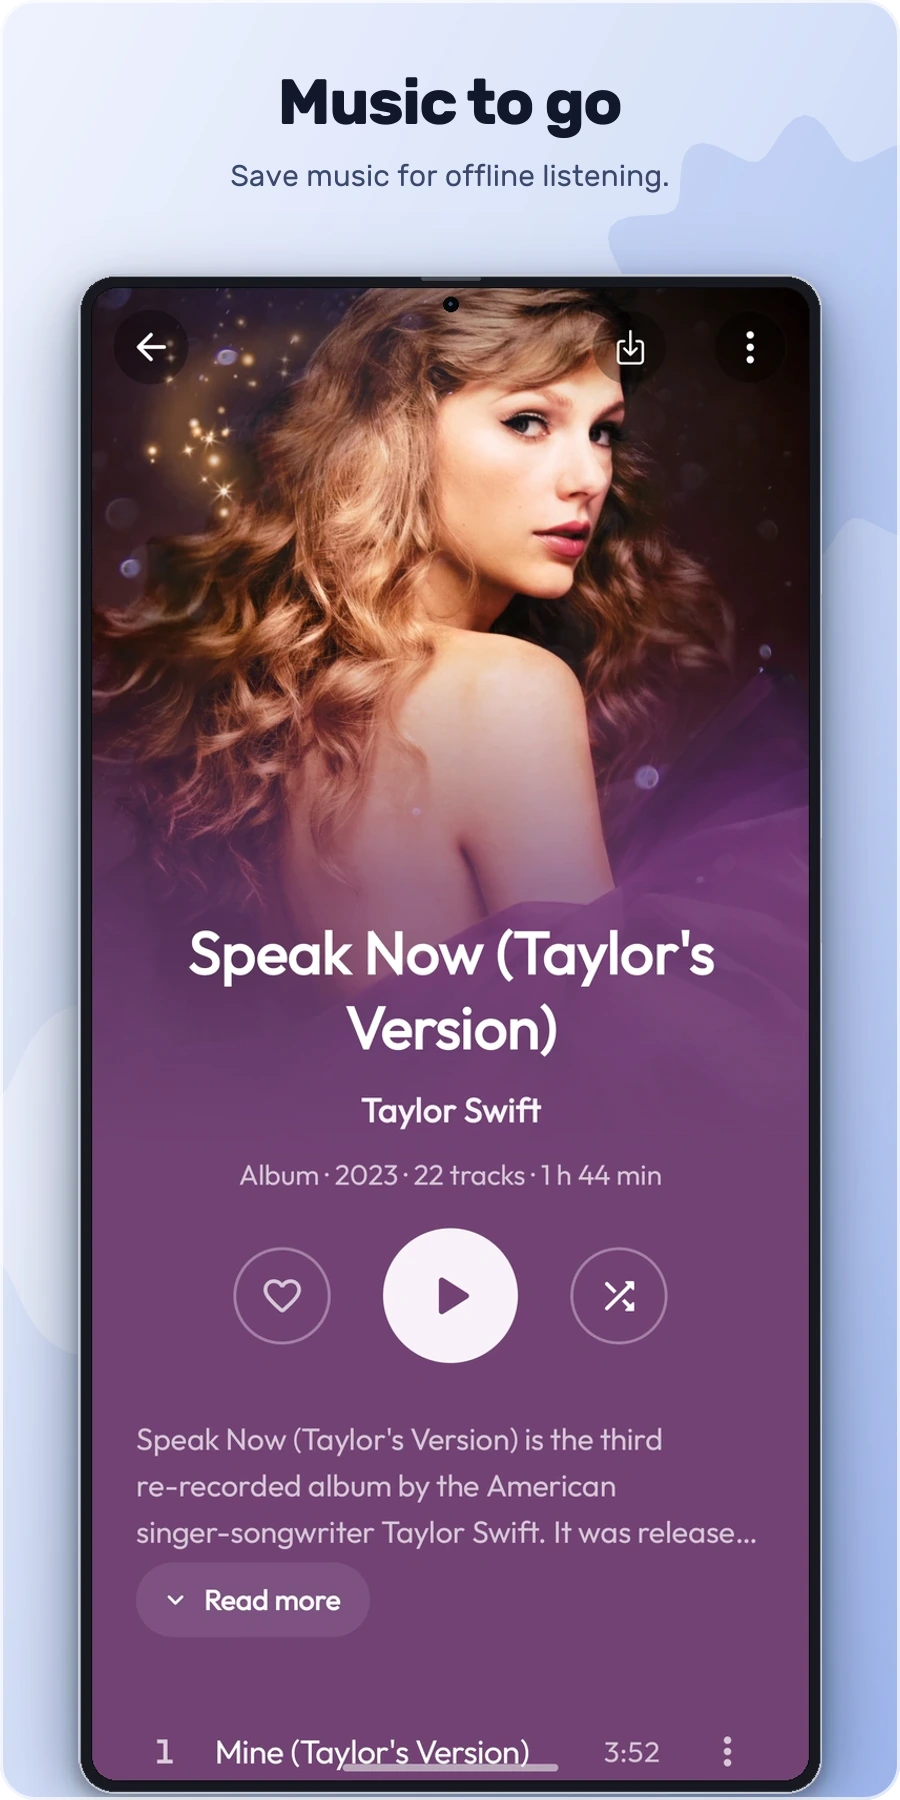 Music to go
Save music for offline listening.
Speak Now (Taylor's
Version)
Taylor Swift
Album · 2023 · 22 tracks · 1 h 44 min
Speak Now (Taylor's Version) is the third
re-recorded album by the American
singer-songwriter Taylor Swift. It was release...
Read more
1 Mine (Taylor's Version) 3:52